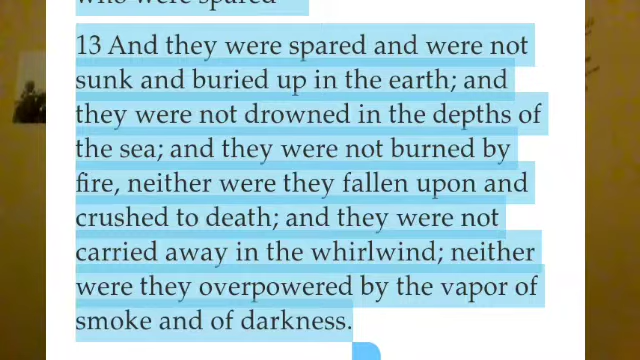 who were spared—
13 And they were spared and were not
sunk and buried up in the earth; and
they were not drowned in the depths of
the sea; and they were not burned by
fire, neither were they fallen upon and
crushed to death; and they were not
carried away in the whirlwind; neither
were they overpowered by the vapor of
smoke and of darkness.